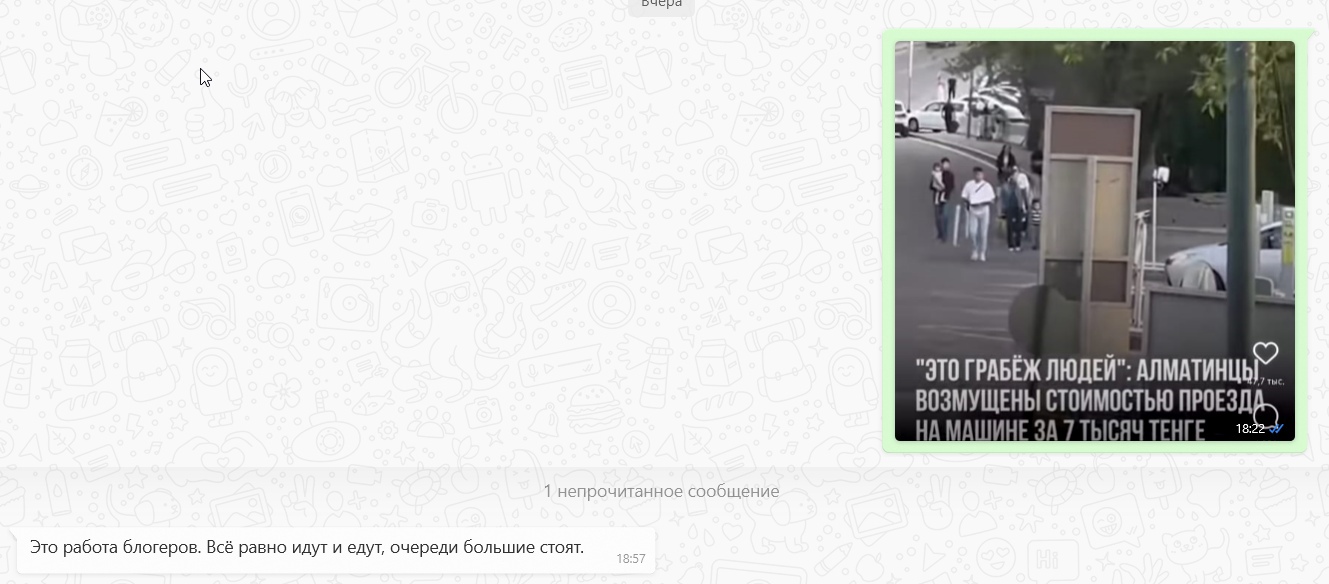 Вчера
"ЭТО ГРАБЁЖ ЛЮДЕЙ": АЛМАТИНЦЫ
ВОЗМУЩЕНЫ СТОИМОСТЬЮ ПРОЕЗДА
НА МАШИНЕ ЗА 7 ТЫСЯЧ ТЕНГЕ
47,7 тыс.
18:22
1 непрочитанное сообщение
Это работа блогеров. Всё равно идут и едут, очереди большие стоят.
18:57